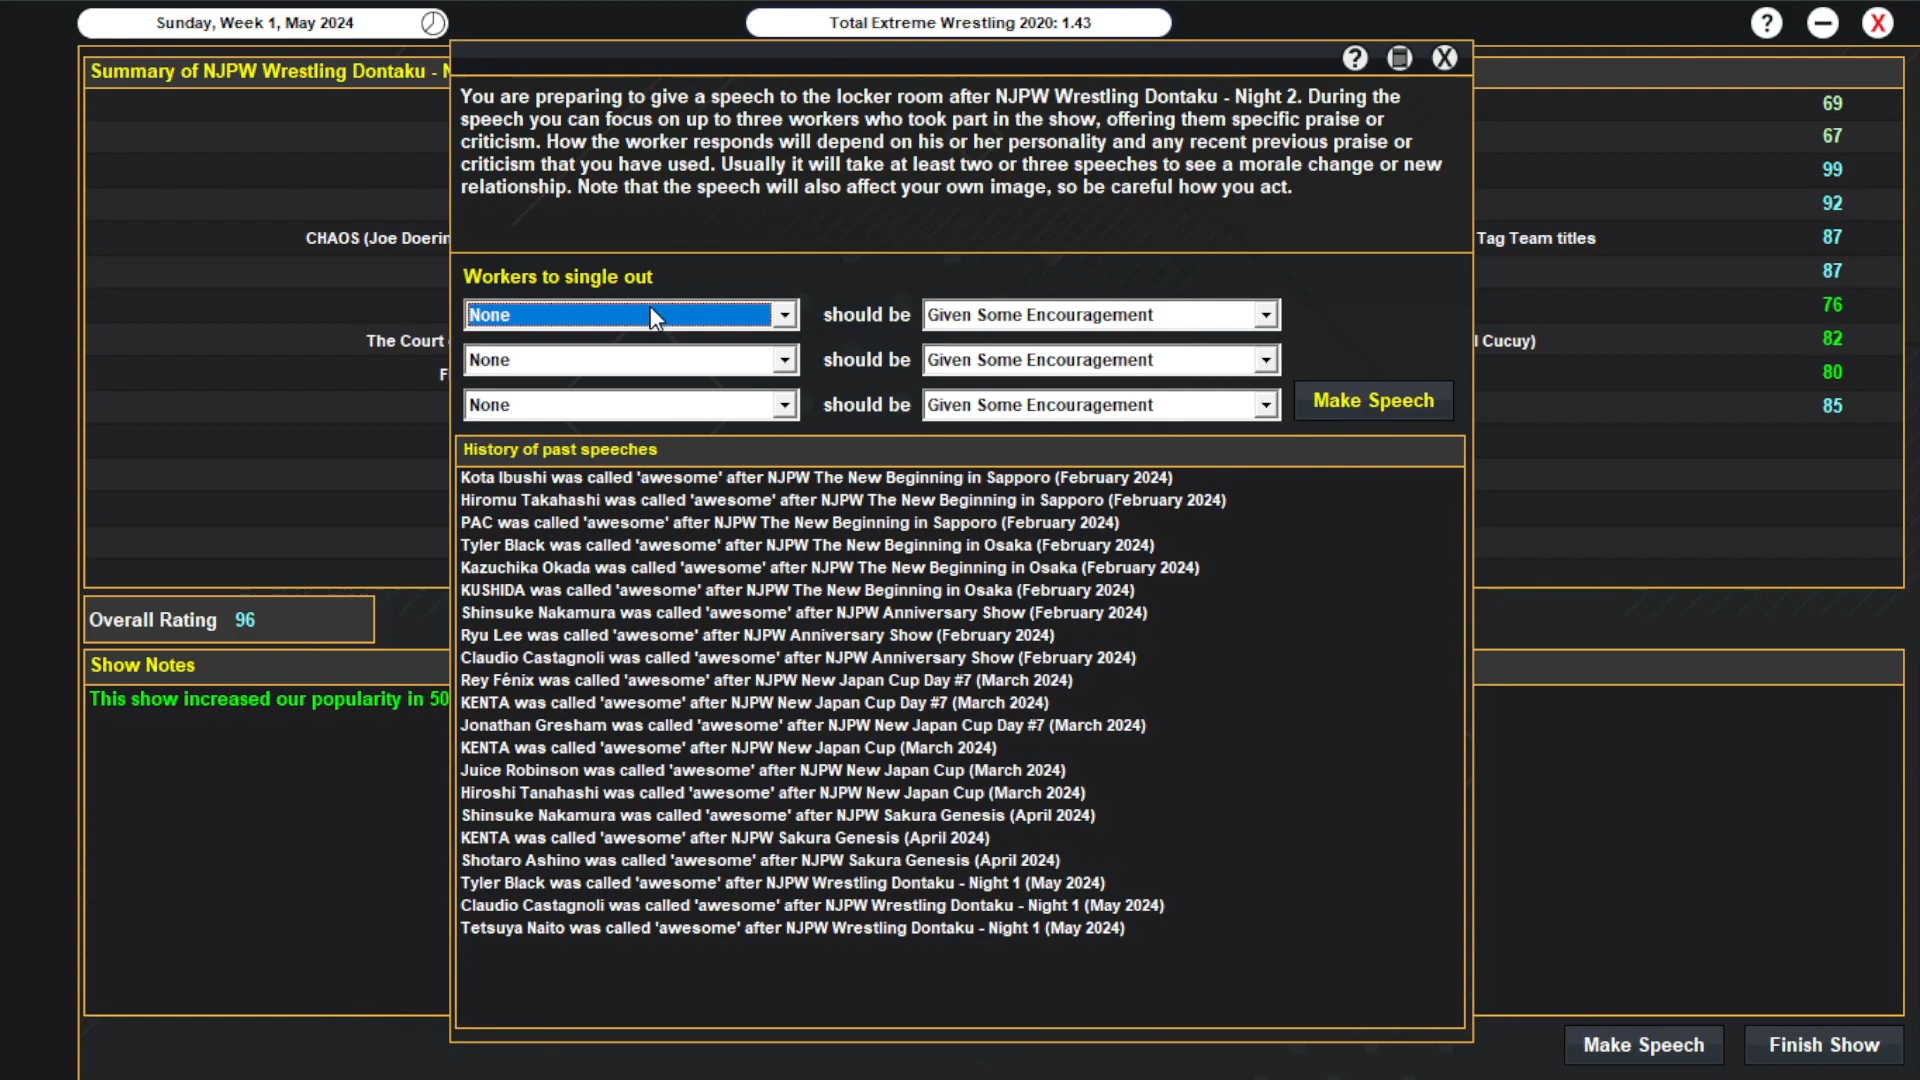 Sunday, Week 1, May 2024
Total Extreme Wrestling 2020: 1.43
?
X
Summary of NJPW Wrestling Dontaku - N
?
X
You are preparing to give a speech to the locker room after NJPW Wrestling Dontaku - Night 2. During the
speech you can focus on up to three workers who took part in the show, offering them specific praise or
criticism. How the worker responds will depend on his or her personality and any recent previous praise or
criticism that you have used. Usually it will take at least two or three speeches to see a morale change or new
relationship. Note that the speech will also affect your own image, so be careful how you act.
69
67
99
92
CHAOS (Joe Doerin
Tag Team titles 87
87
76
The Court
l Cucuy) 82
80
85
Workers to single out
None should be Given Some Encouragement
None should be Given Some Encouragement
None should be Given Some Encouragement
Make Speech
History of past speeches
Kota Ibushi was called 'awesome' after NJPW The New Beginning in Sapporo (February 2024)
Hiromu Takahashi was called 'awesome' after NJPW The New Beginning in Sapporo (February 2024)
PAC was called 'awesome' after NJPW The New Beginning in Sapporo (February 2024)
Tyler Black was called 'awesome' after NJPW The New Beginning in Osaka (February 2024)
Kazuchika Okada was called 'awesome' after NJPW The New Beginning in Osaka (February 2024)
KUSHIDA was called 'awesome' after NJPW The New Beginning in Osaka (February 2024)
Shinsuke Nakamura was called 'awesome' after NJPW Anniversary Show (February 2024)
Ryu Lee was called 'awesome' after NJPW Anniversary Show (February 2024)
Claudio Castagnoli was called 'awesome' after NJPW Anniversary Show (February 2024)
Rey Fénix was called 'awesome' after NJPW New Japan Cup Day #7 (March 2024)
KENTA was called 'awesome' after NJPW New Japan Cup Day #7 (March 2024)
Jonathan Gresham was called 'awesome' after NJPW New Japan Cup Day #7 (March 2024)
KENTA was called 'awesome' after NJPW New Japan Cup (March 2024)
Juice Robinson was called 'awesome' after NJPW New Japan Cup (March 2024)
Hiroshi Tanahashi was called 'awesome' after NJPW New Japan Cup (March 2024)
Shinsuke Nakamura was called 'awesome' after NJPW Sakura Genesis (April 2024)
KENTA was called 'awesome' after NJPW Sakura Genesis (April 2024)
Shotaro Ashino was called 'awesome' after NJPW Sakura Genesis (April 2024)
Tyler Black was called 'awesome' after NJPW Wrestling Dontaku - Night 1 (May 2024)
Claudio Castagnoli was called 'awesome' after NJPW Wrestling Dontaku - Night 1 (May 2024)
Tetsuya Naito was called 'awesome' after NJPW Wrestling Dontaku - Night 1 (May 2024)
Overall Rating 96
Show Notes
This show increased our popularity in 50
Make Speech
Finish Show